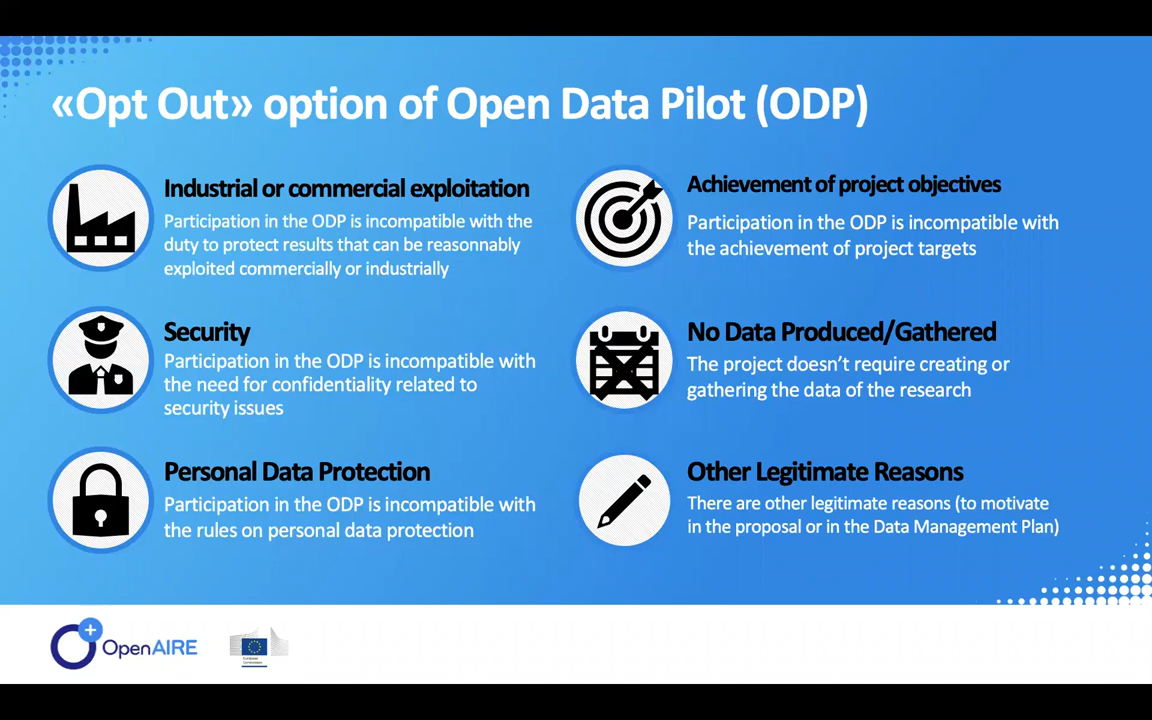 «Opt Out» option of Open Data Pilot (ODP)
Industrial or commercial exploitation
Participation in the ODP is incompatible with the
duty to protect results that can be reasonnably
exploited commercially or industrially
Security
Participation in the ODP is incompatible with
the need for confidentiality related to
security issues
Personal Data Protection
Participation in the ODP is incompatible with
the rules on personal data protection
Achievement of project objectives
Participation in the ODP is incompatible with
the achievement of project targets
No Data Produced/Gathered
The project doesn’t require creating or
gathering the data of the research
Other Legitimate Reasons
There are other legitimate reasons (to motivate
in the proposal or in the Data Management Plan)
OpenAIRE
European
Commission